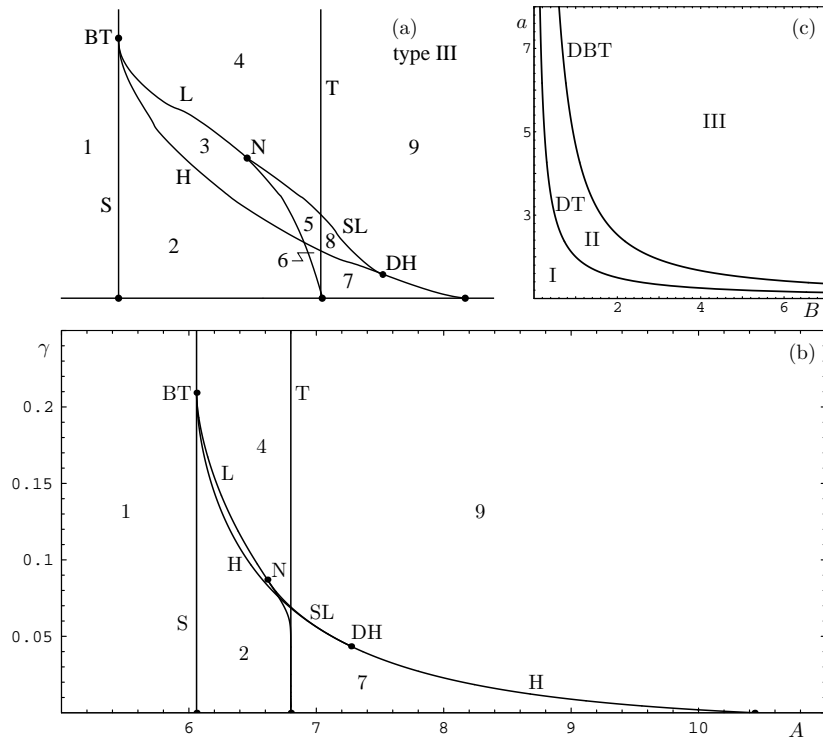 (a)
type III
BT
4
T
L
1
3
N
9
H
S
5
SL
2
8
6
7
DH
a
(c)
7
DBT
III
5
DT
3
II
I
2
4
6
B
γ
(b)
BT
T
0.2
4
L
0.15
1
9
0.1
H
N
SL
S
DH
0.05
2
7
H
6
7
8
9
10
A